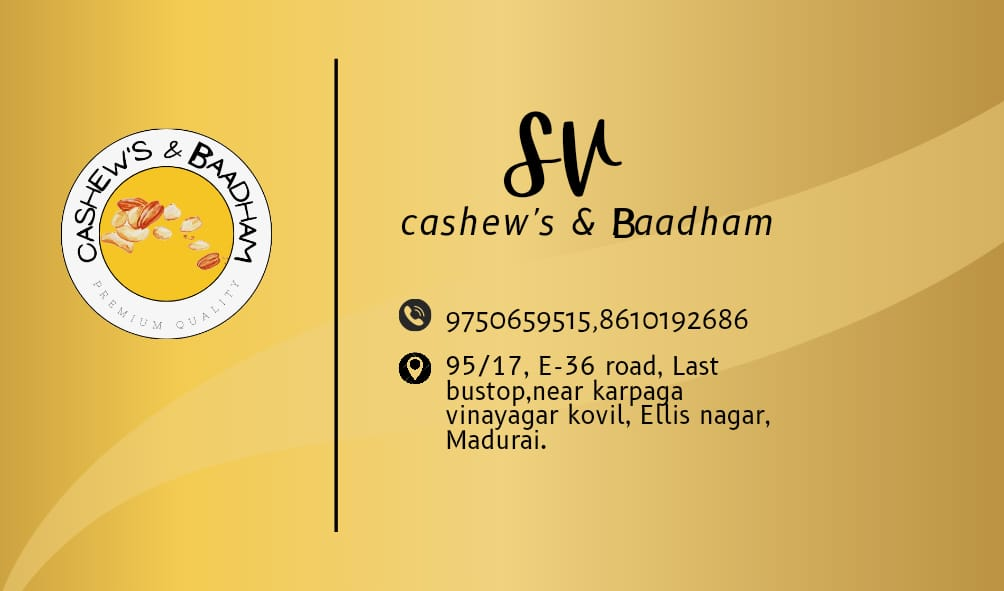 CASHEW'S & BAADHAM
PREMIUM QUALITY
SV
cashew's & Baadham
9750659515,8610192686
95/17, E-36 road, Last
bustop,near karpaga
vinayagar kovil, Ellis nagar,
Madurai.